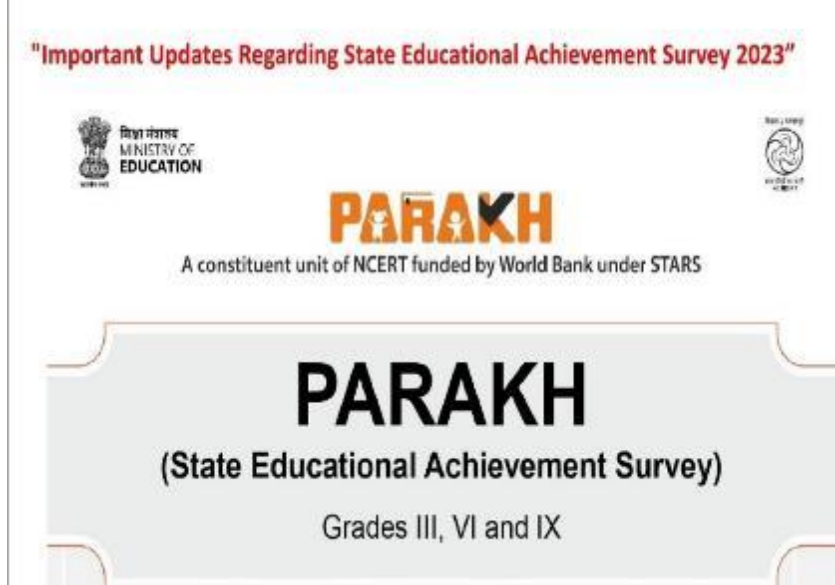 "Important Updates Regarding State Educational Achievement Survey 2023”
शिक्षा मंत्रालय
MINISTRY OF
EDUCATION
PARAKH
A constituent unit of NCERT funded by World Bank under STARS
PARAKH
(State Educational Achievement Survey)
Grades III, VI and IX